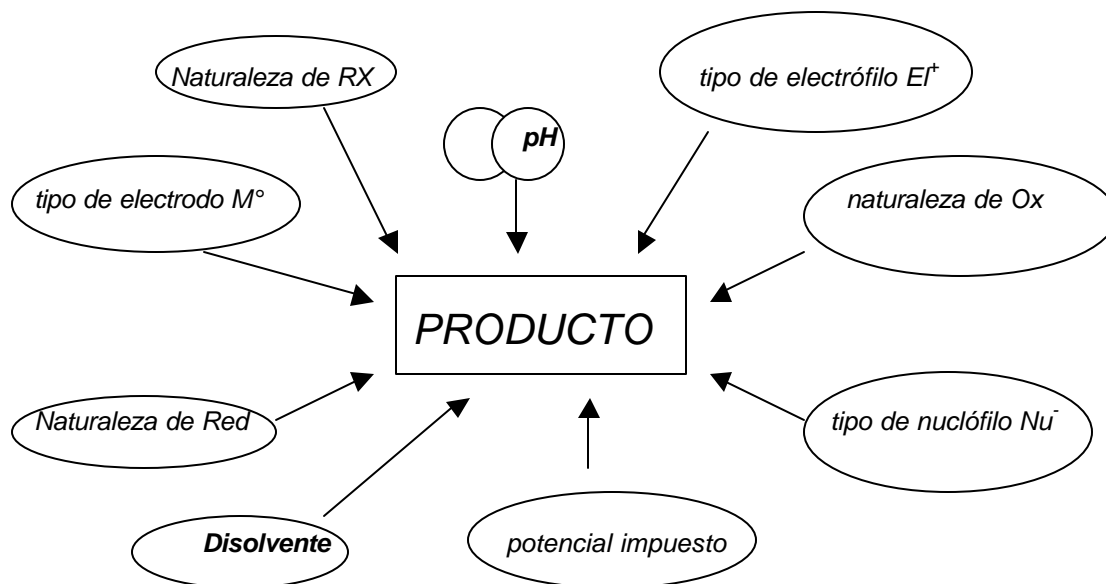 Naturaleza de RX
tipo de electrófilo El+
pH
tipo de electrodo M°
naturaleza de Ox
PRODUCTO
Naturaleza de Red
tipo de nuclófilo Nu-
Disolvente
potencial impuesto